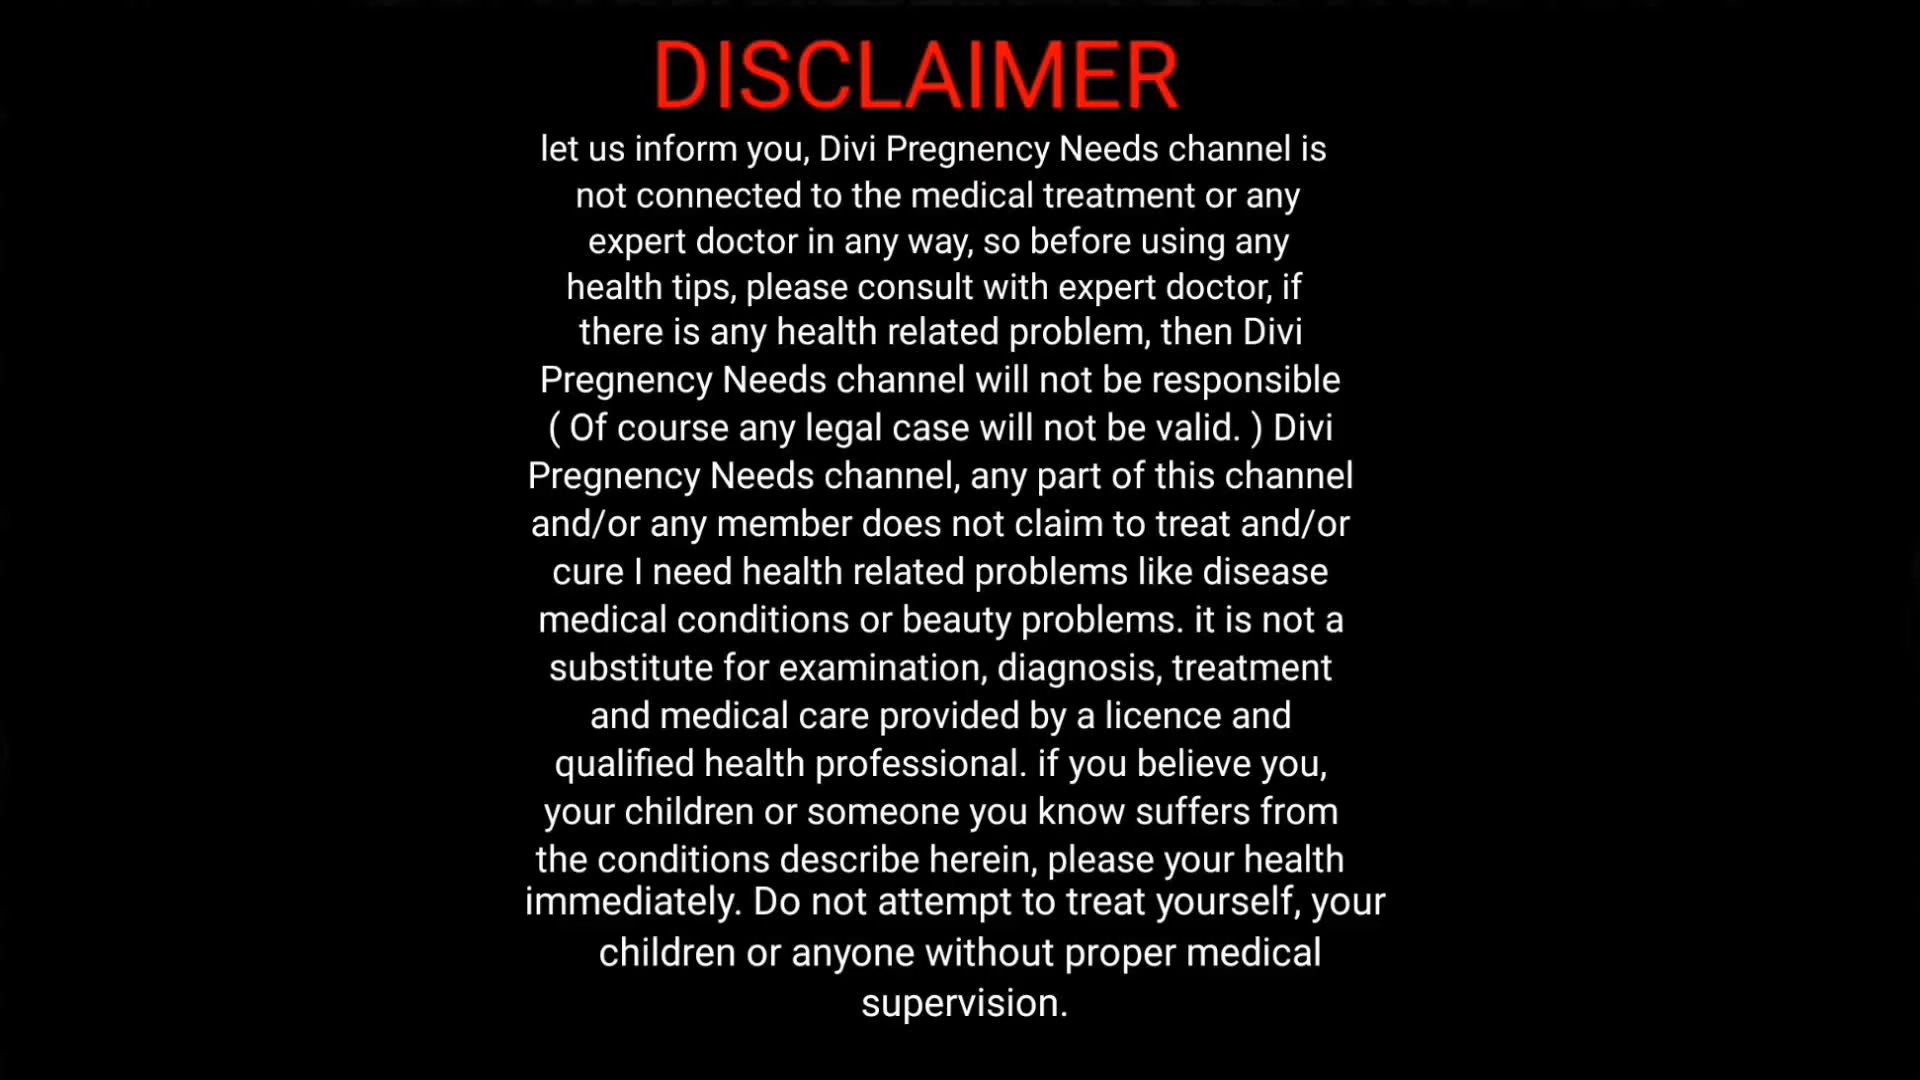 DISCLAIMER
let us inform you, Divi Pregnency Needs channel is
not connected to the medical treatment or any
expert doctor in any way, so before using any
health tips, please consult with expert doctor, if
there is any health related problem, then Divi
Pregnency Needs channel will not be responsible
( Of course any legal case will not be valid. ) Divi
Pregnency Needs channel, any part of this channel
and/or any member does not claim to treat and/or
cure I need health related problems like disease
medical conditions or beauty problems. it is not a
substitute for examination, diagnosis, treatment
and medical care provided by a licence and
qualified health professional. if you believe you,
your children or someone you know suffers from
the conditions describe herein, please your health
immediately. Do not attempt to treat yourself, your
children or anyone without proper medical
supervision.